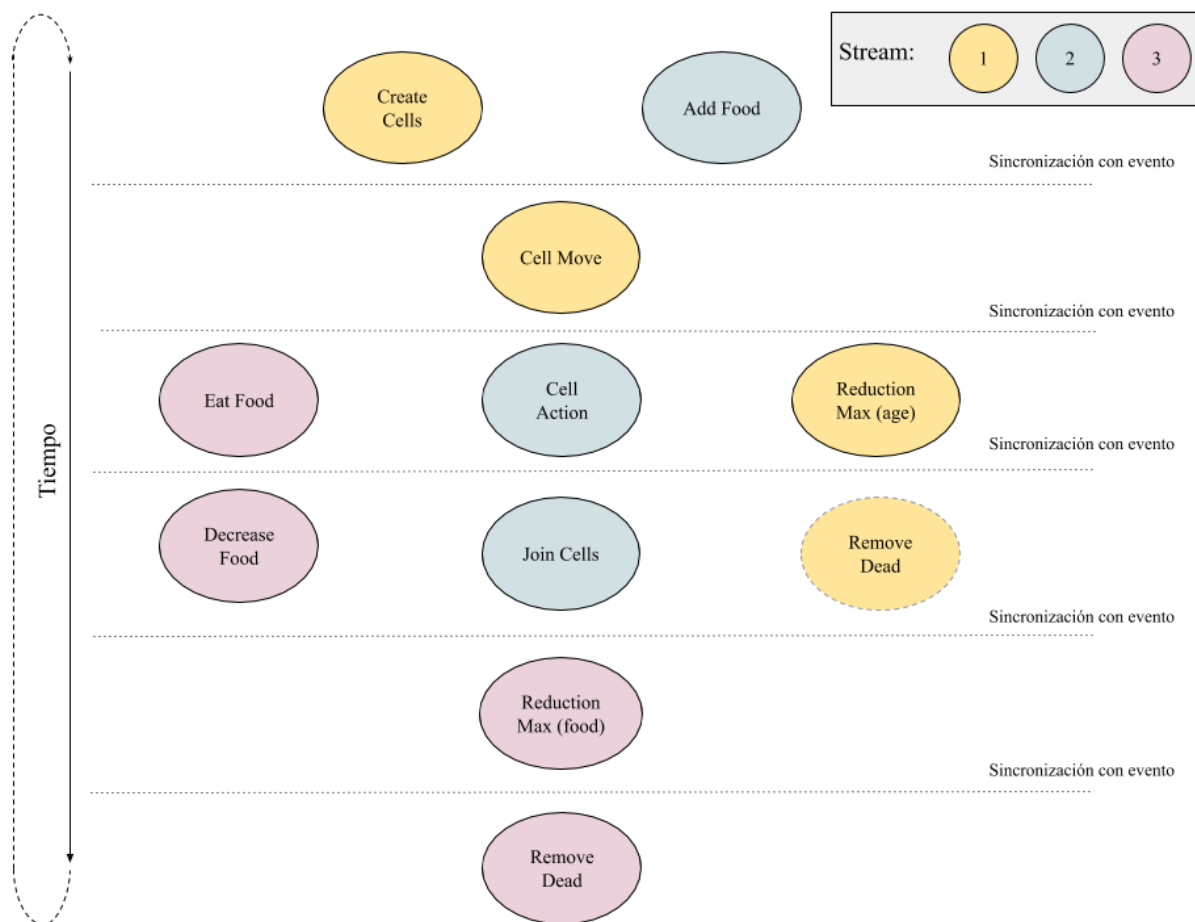 Stream:
1
2
3
Create
Cells
Add Food
Sincronización con evento
Cell Move
Sincronización con evento
Eat Food
Cell
Action
Reduction
Max (age)
Sincronización con evento
Tiempo
Decrease
Food
Join Cells
Remove
Dead
Sincronización con evento
Reduction
Max (food)
Sincronización con evento
Remove
Dead